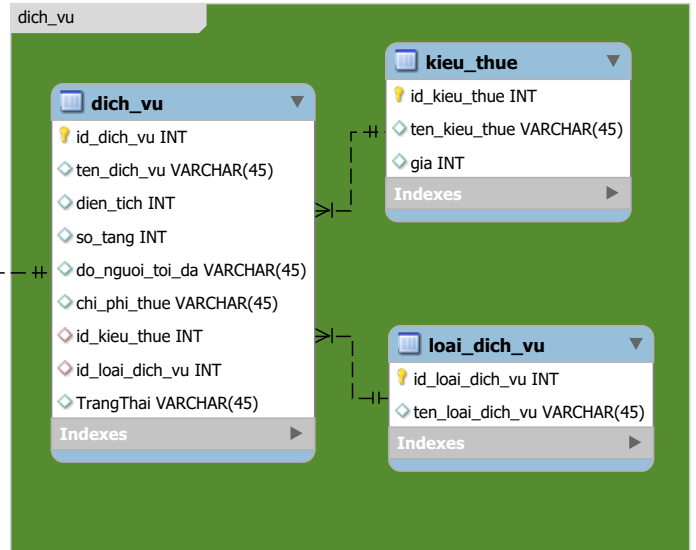 dich_vu
dich_vu
id_dich_vu INT
ten_dich_vu VARCHAR(45)
dien_tich INT
so_tang INT
do_nguoi_toi_da VARCHAR(45)
chi_phi_thue VARCHAR(45)
id_kieu_thue INT
id_loai_dich_vu INT
TrangThai VARCHAR(45)
Indexes
kieu_thue
id_kieu_thue INT
ten_kieu_thue VARCHAR(45)
gia INT
Indexes
loai_dich_vu
id_loai_dich_vu INT
ten_loai_dich_vu VARCHAR(45)
Indexes